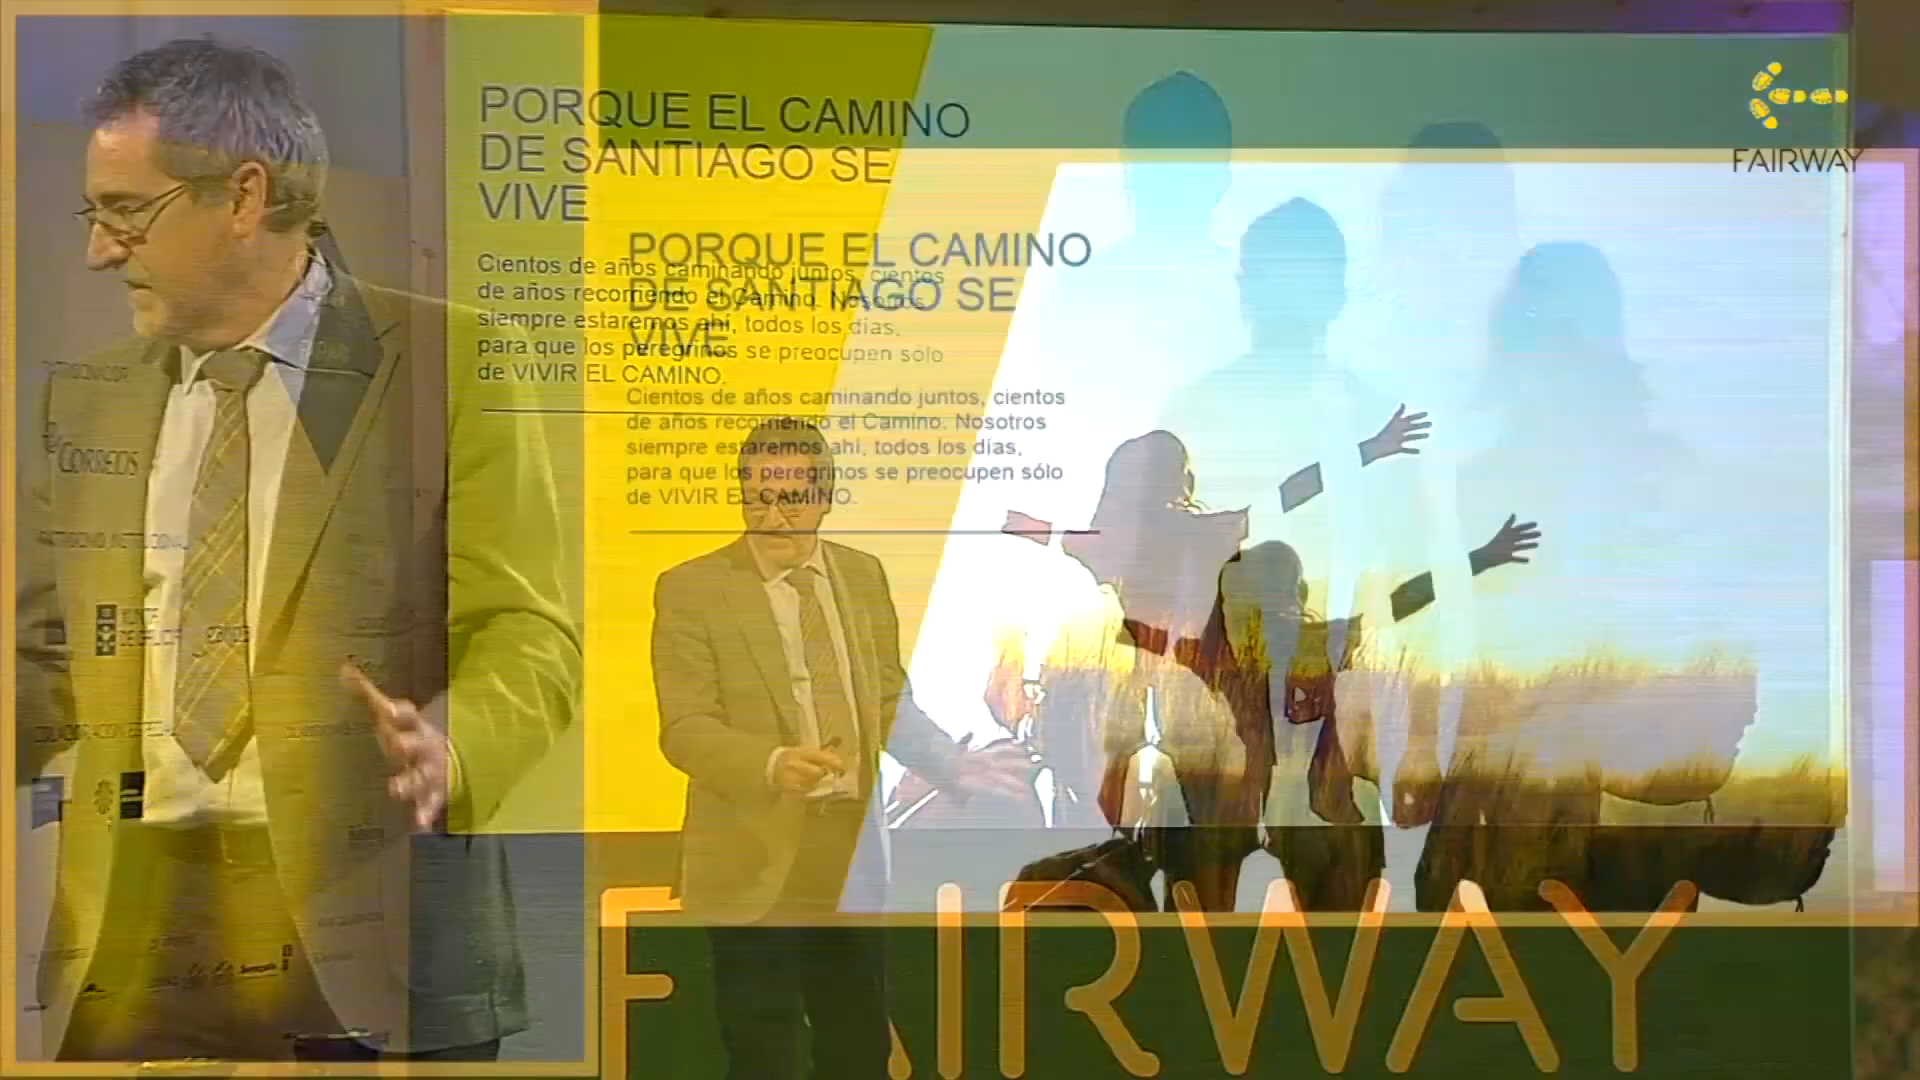 PORQUE EL CAMINO
DE SANTIAGO SE
VIVE
Cientos de años caminando juntos, cientos
de años recorriendo el Camino. Nosotros
siempre estaremos ahí, todos los días,
para que los peregrinos se preocupen sólo
de VIVIR EL CAMINO.
PORQUE EL CAMINO
DE SANTIAGO SE
VIVE
Cientos de años caminando juntos, cientos
de años recorriendo el Camino. Nosotros
siempre estaremos ahí, todos los días,
para que los peregrinos se preocupen sólo
de VIVIR EL CAMINO.
FAIRWAY
CORREOS
XUNTA
DE GALICIA
FAIRWAY